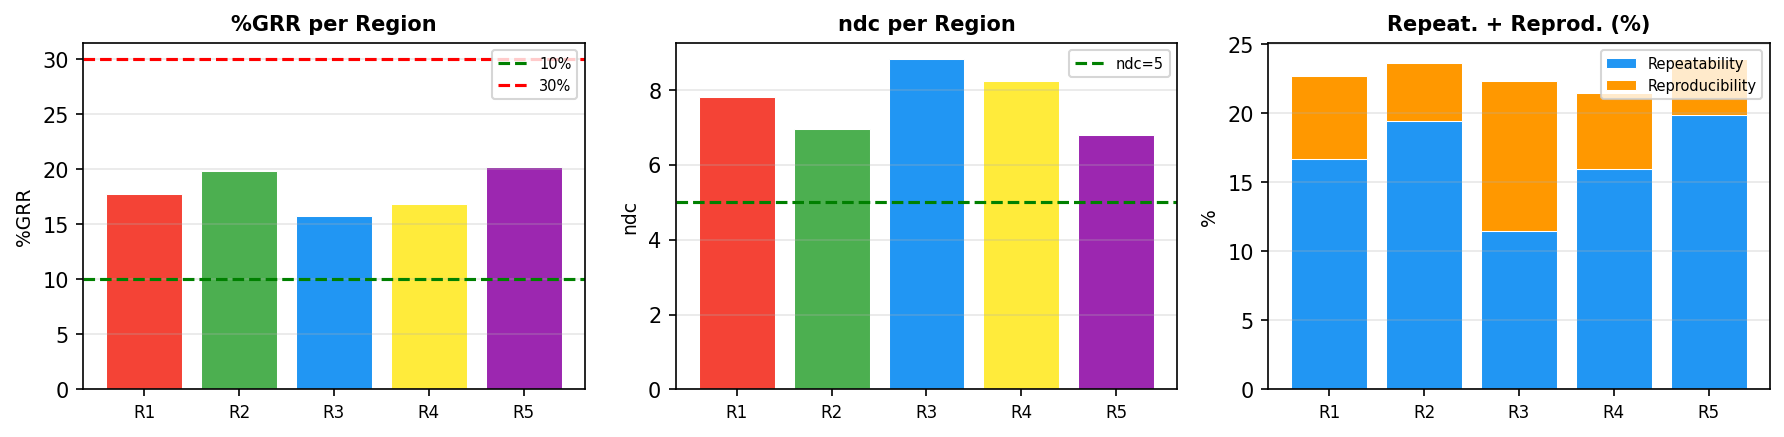 %GRR per Region
%GRR
30
25
20
15
10
5
0
10%
30%
R1 R2 R3 R4 R5
ndc per Region
ndc
8
6
4
2
0
ndc=5
R1 R2 R3 R4 R5
Repeat. + Reprod. (%)
%
25
20
15
10
5
0
Repeatability
Reproducibility
R1 R2 R3 R4 R5